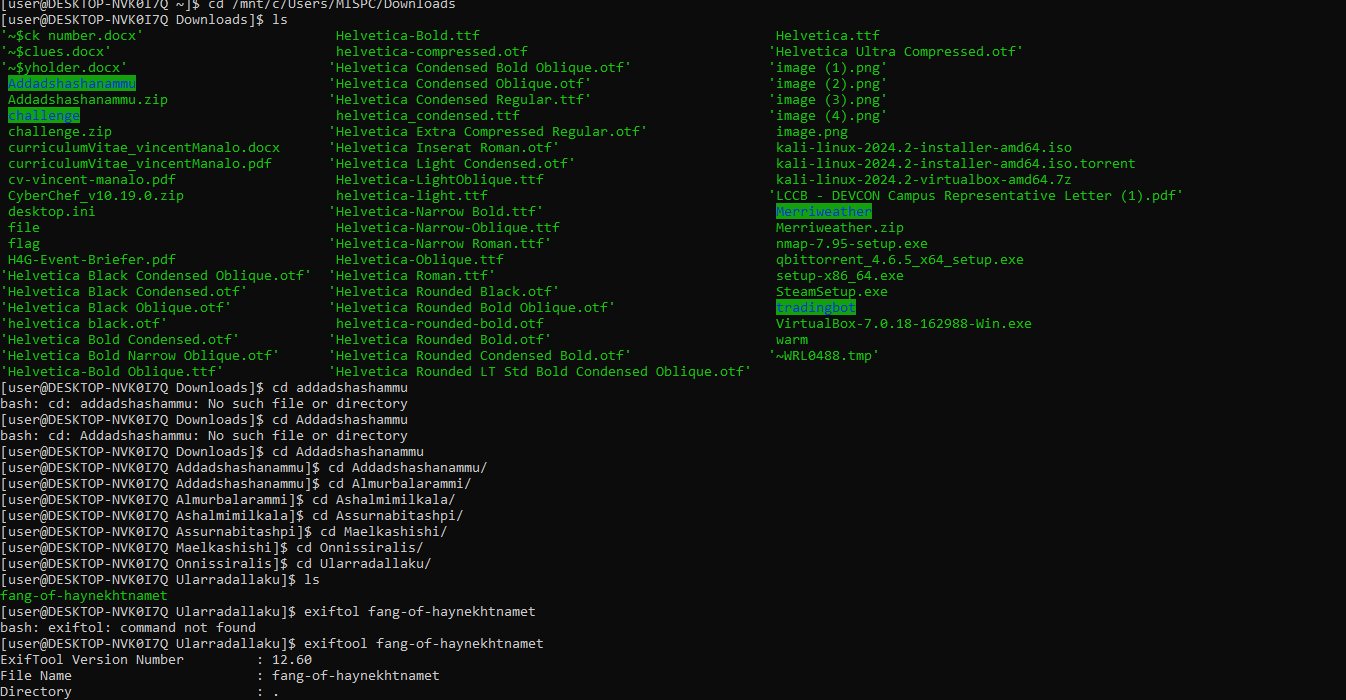 [user@DESKTOP-NVK0I7Q ~]$ cd /mnt/c/Users/MISPC/Downloads
[user@DESKTOP-NVK0I7Q Downloads]$ ls
'~$ck number.docx' Helvetica-Bold.ttf Helvetica.ttf
'~$clues.docx' helvetica-compressed.otf 'Helvetica Ultra Compressed.otf'
'~$yholder.docx' 'Helvetica Condensed Bold Oblique.otf' 'image (1).png'
Addadshashanammu 'Helvetica Condensed Oblique.otf' 'image (2).png'
Addadshashanammu.zip 'Helvetica Condensed Regular.ttf' 'image (3).png'
challenge helvetica_condensed.ttf 'image (4).png'
challenge.zip 'Helvetica Extra Compressed Regular.otf' image.png
curriculumVitae_vincentManalo.docx 'Helvetica Inserat Roman.otf' kali-linux-2024.2-installer-amd64.iso
curriculumVitae_vincentManalo.pdf 'Helvetica Light Condensed.otf' kali-linux-2024.2-installer-amd64.iso.torrent
cv-vincent-manalo.pdf Helvetica-LightOblique.ttf kali-linux-2024.2-virtualbox-amd64.7z
CyberChef_v10.19.0.zip helvetica-light.ttf 'LCCB - DEVCON Campus Representative Letter (1).pdf'
desktop.ini 'Helvetica-Narrow Bold.ttf' Merriweather
file Helvetica-Narrow-Oblique.ttf Merriweather.zip
flag 'Helvetica-Narrow Roman.ttf' nmap-7.95-setup.exe
H4G-Event-Briefer.pdf Helvetica-Oblique.ttf qbittorrent_4.6.5_x64_setup.exe
'Helvetica Black Condensed Oblique.otf' 'Helvetica Roman.ttf' setup-x86_64.exe
'Helvetica Black Condensed.otf' 'Helvetica Rounded Black.otf' SteamSetup.exe
'Helvetica Black Oblique.otf' 'Helvetica Rounded Bold Oblique.otf' tradingbot
'helvetica black.otf' helvetica-rounded-bold.otf VirtualBox-7.0.18-162988-Win.exe
'Helvetica Bold Condensed.otf' 'Helvetica Rounded Bold.otf' warm
'Helvetica Bold Narrow Oblique.otf' 'Helvetica Rounded Condensed Bold.otf' '~WRL0488.tmp'
'Helvetica-Bold Oblique.ttf' 'Helvetica Rounded LT Std Bold Condensed Oblique.otf'
[user@DESKTOP-NVK0I7Q Downloads]$ cd addadshashammu
bash: cd: addadshashammu: No such file or directory
[user@DESKTOP-NVK0I7Q Downloads]$ cd Addadshashammu
bash: cd: Addadshashammu: No such file or directory
[user@DESKTOP-NVK0I7Q Downloads]$ cd Addadshashanammu
[user@DESKTOP-NVK0I7Q Addadshashanammu]$ cd Addadshashanammu/
[user@DESKTOP-NVK0I7Q Addadshashanammu]$ cd Almurbalarammi/
[user@DESKTOP-NVK0I7Q Almurbalarammi]$ cd Ashalmimilkala/
[user@DESKTOP-NVK0I7Q Ashalmimilkala]$ cd Assurnabitashpi/
[user@DESKTOP-NVK0I7Q Assurnabitashpi]$ cd Maelkashishi/
[user@DESKTOP-NVK0I7Q Maelkashishi]$ cd Onnissiralis/
[user@DESKTOP-NVK0I7Q Onnissiralis]$ cd Ularradallaku/
[user@DESKTOP-NVK0I7Q Ularradallaku]$ ls
fang-of-haynekhtnamet
[user@DESKTOP-NVK0I7Q Ularradallaku]$ exiftol fang-of-haynekhtnamet
bash: exiftol: command not found
[user@DESKTOP-NVK0I7Q Ularradallaku]$ exiftool fang-of-haynekhtnamet
ExifTool Version Number : 12.60
File Name : fang-of-haynekhtnamet
Directory : .